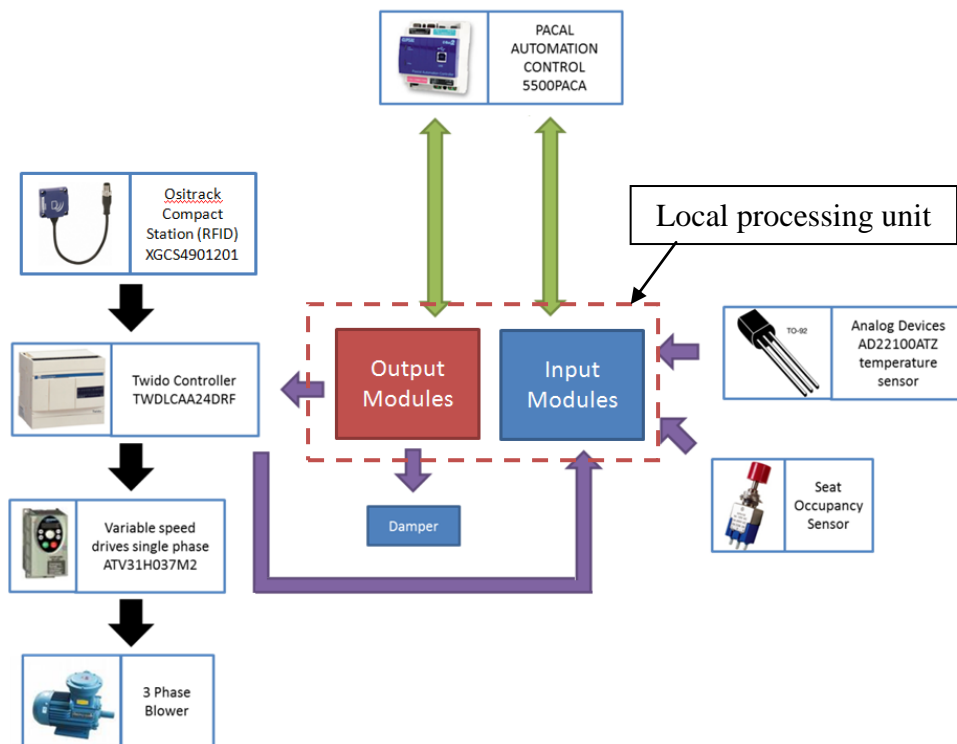 PACAL
AUTOMATION
CONTROL
5500PACA
Ositrack
Compact
Station (RFID)
XGCS4901201
Local processing unit
TO-92
Analog Devices
AD22100ATZ
temperature
sensor
Output
Modules
Input
Modules
Twido Controller
TWDLCAA24DRF
Seat
Occupancy
Sensor
Damper
Variable speed
drives single phase
ATV31H037M2
3 Phase
Blower